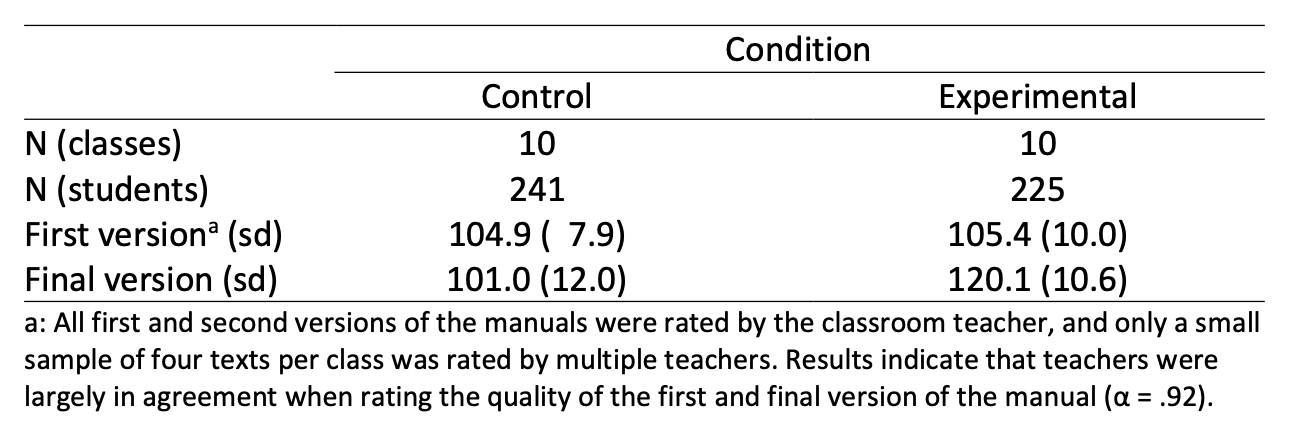 Condition
Control Experimental
N (classes) 10 10
N (students) 241 225
First versionᵃ (sd) 104.9 ( 7.9) 105.4 (10.0)
Final version (sd) 101.0 (12.0) 120.1 (10.6)
a: All first and second versions of the manuals were rated by the classroom teacher, and only a small
sample of four texts per class was rated by multiple teachers. Results indicate that teachers were
largely in agreement when rating the quality of the first and final version of the manual (α = .92).